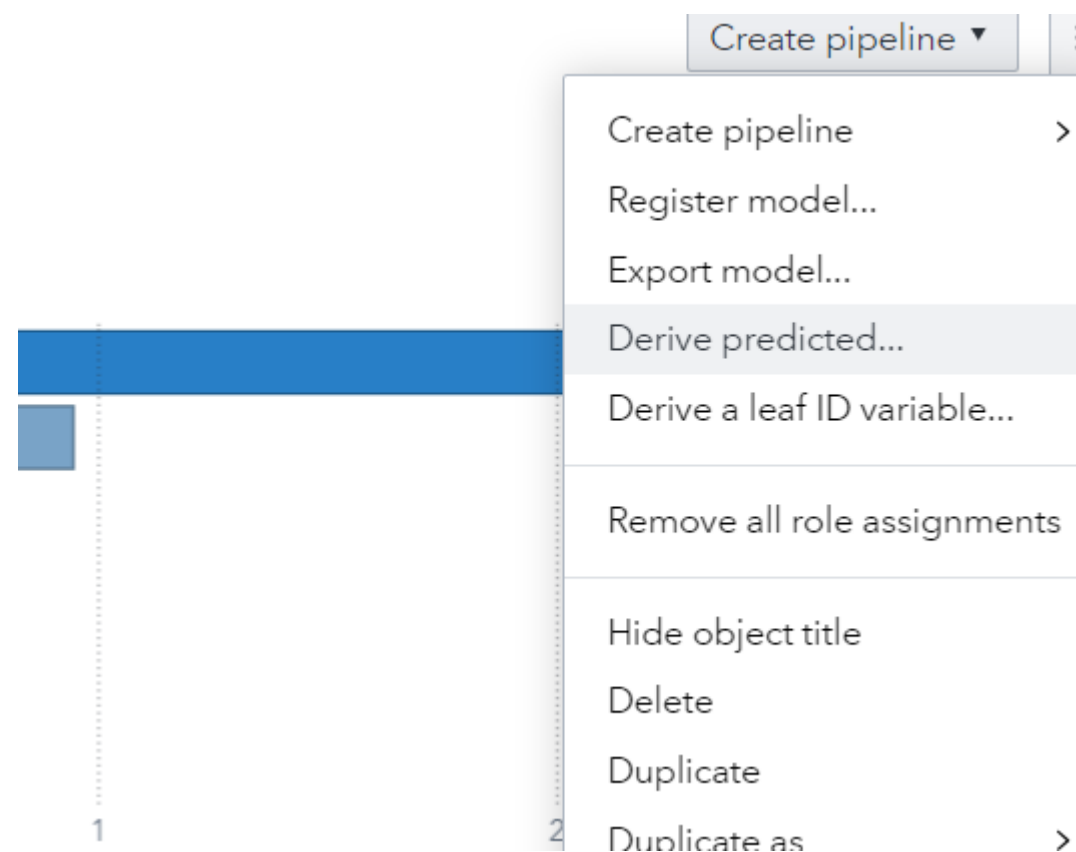 Create pipeline
Create pipeline
Register model...
Export model...
Derive predicted...
Derive a leaf ID variable...
Remove all role assignments
Hide object title
Delete
Duplicate
Duplicate as
1
2